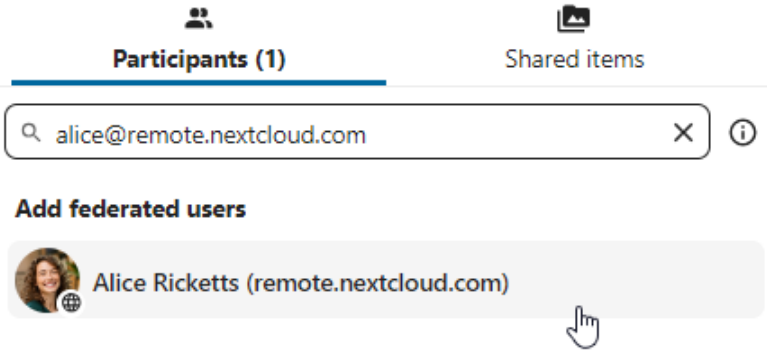 Participants (1)
Shared items
alice@remote.nextcloud.com
Add federated users
Alice Ricketts (remote.nextcloud.com)